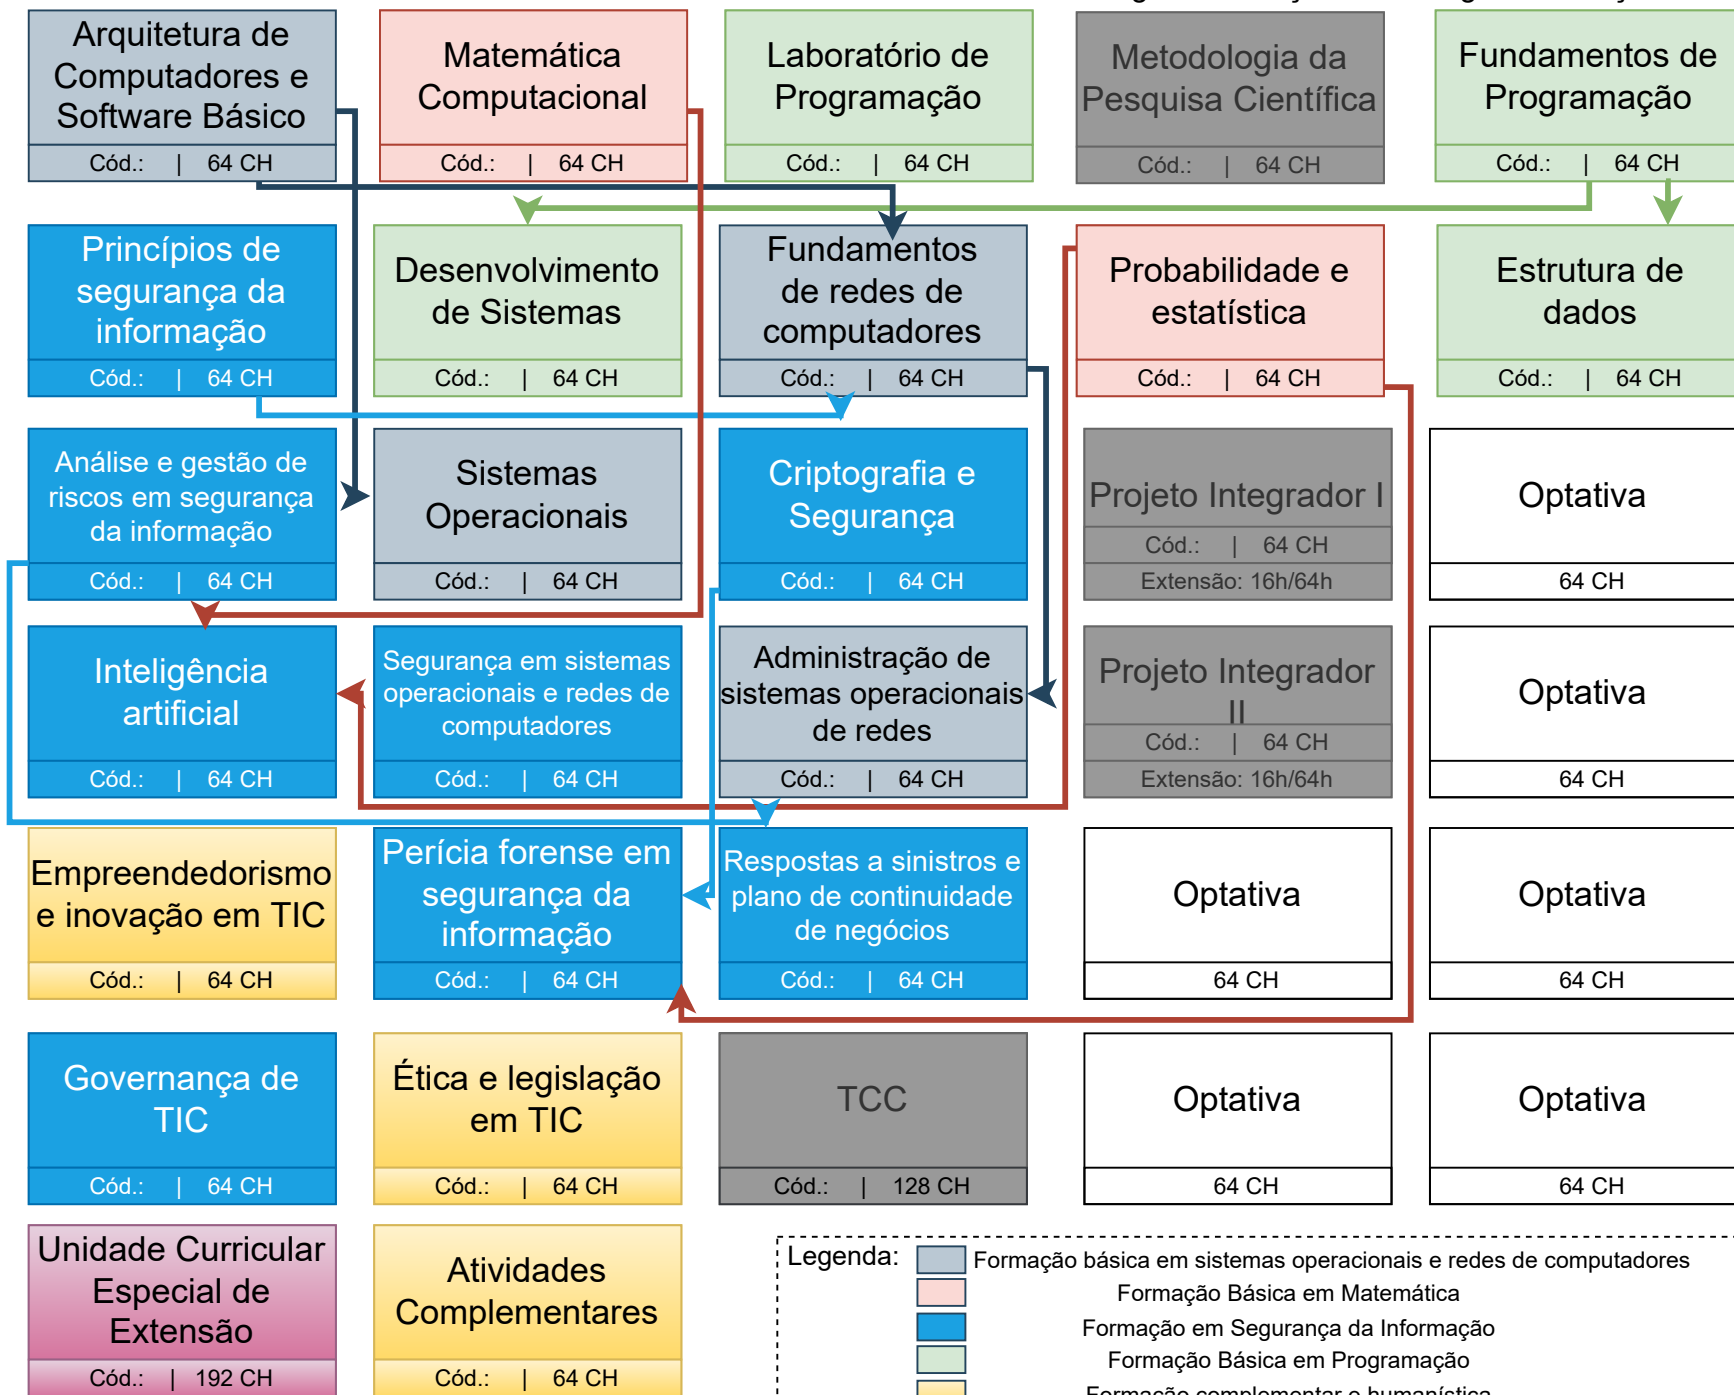 Arquitetura de
Computadores e
Software Básico
Cód.: | 64 CH
Matemática
Computacional
Cód.: | 64 CH
Laboratório de
Programação
Cód.: | 64 CH
Metodologia da
Pesquisa Científica
Cód.: | 64 CH
Fundamentos de
Programação
Cód.: | 64 CH
Princípios de
segurança da
informação
Cód.: | 64 CH
Desenvolvimento
de Sistemas
Cód.: | 64 CH
Fundamentos
de redes de
computadores
Cód.: | 64 CH
Probabilidade e
estatística
Cód.: | 64 CH
Estrutura de
dados
Cód.: | 64 CH
Análise e gestão de
riscos em segurança
da informação
Cód.: | 64 CH
Sistemas
Operacionais
Cód.: | 64 CH
Criptografia e
Segurança
Cód.: | 64 CH
Projeto Integrador I
Cód.: | 64 CH
Extensão: 16h/64h
Optativa
64 CH
Inteligência
artificial
Cód.: | 64 CH
Segurança em sistemas
operacionais e redes de
computadores
Cód.: | 64 CH
Administração de
sistemas operacionais
de redes
Cód.: | 64 CH
Projeto Integrador
II
Cód.: | 64 CH
Extensão: 16h/64h
Optativa
64 CH
Empreendedorismo
e inovação em TIC
Cód.: | 64 CH
Perícia forense em
segurança da
informação
Cód.: | 64 CH
Respostas a sinistros e
plano de continuidade
de negócios
Cód.: | 64 CH
Optativa
64 CH
Optativa
64 CH
Governança de
TIC
Cód.: | 64 CH
Ética e legislação
em TIC
Cód.: | 64 CH
TCC
Cód.: | 128 CH
Optativa
64 CH
Optativa
64 CH
Unidade Curricular
Especial de
Extensão
Cód.: | 192 CH
Atividades
Complementares
Cód.: | 64 CH
Legenda:
Formação básica em sistemas operacionais e redes de computadores
Formação Básica em Matemática
Formação em Segurança da Informação
Formação Básica em Programação
Formação complementar e humanística